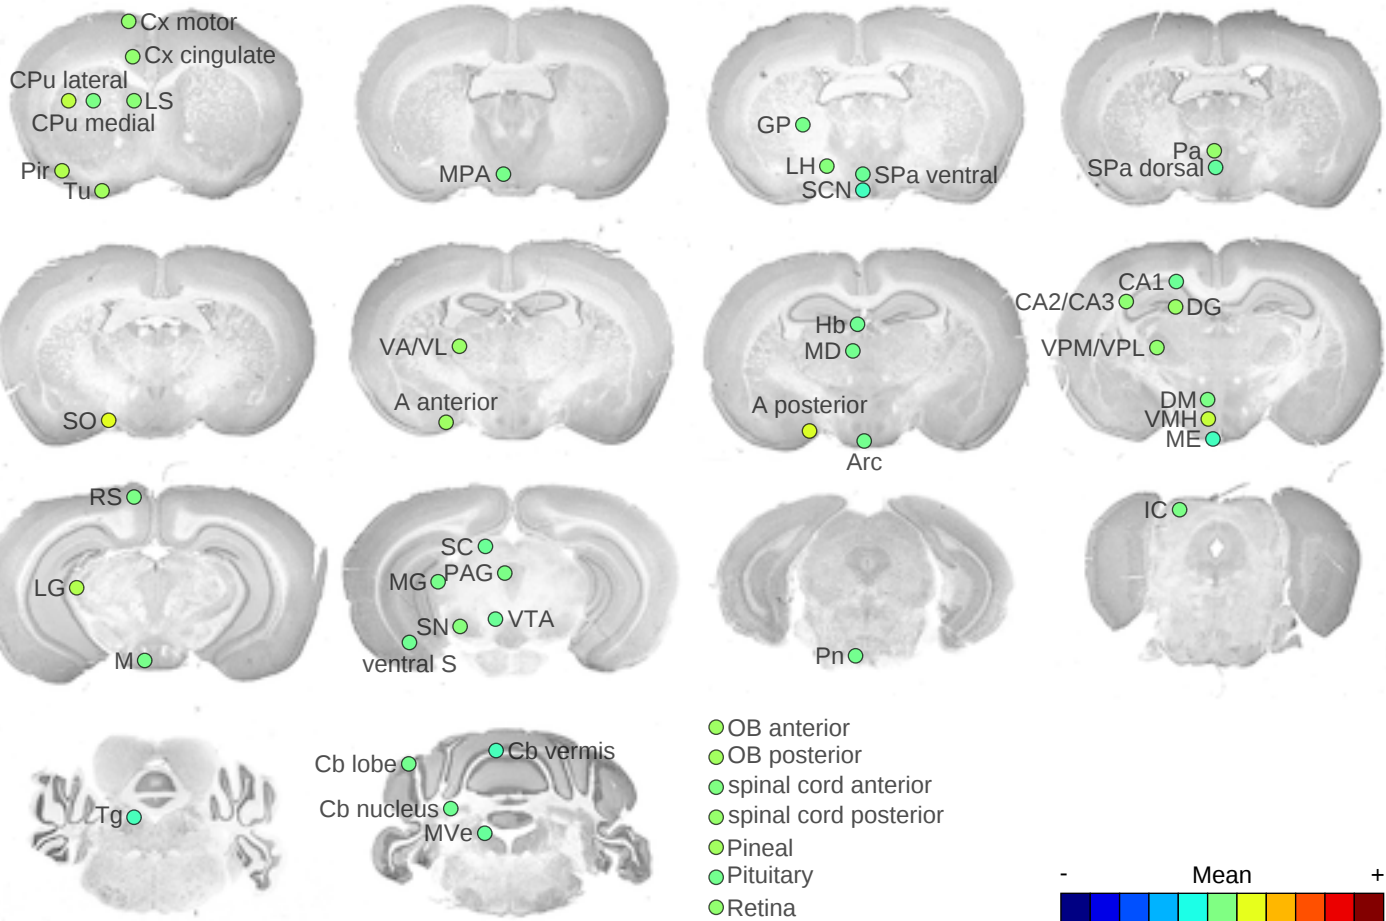 Cx motor
Cx cingulate
CPu lateral
LS
CPu medial
Pir
Tu
MPA
GP
LH
SPa ventral
SCN
Pa
SPa dorsal
SO
VA/VL
A anterior
Hb
MD
A posterior
Arc
CA1
CA2/CA3
DG
VPM/VPL
DM
VMH
ME
RS
LG
M
SC
MG
PAG
SN
VTA
ventral S
Pn
IC
Tg
Cb lobe
Cb vermis
Cb nucleus
MVe
OB anterior
OB posterior
spinal cord anterior
spinal cord posterior
Pineal
Pituitary
Retina
- Mean +